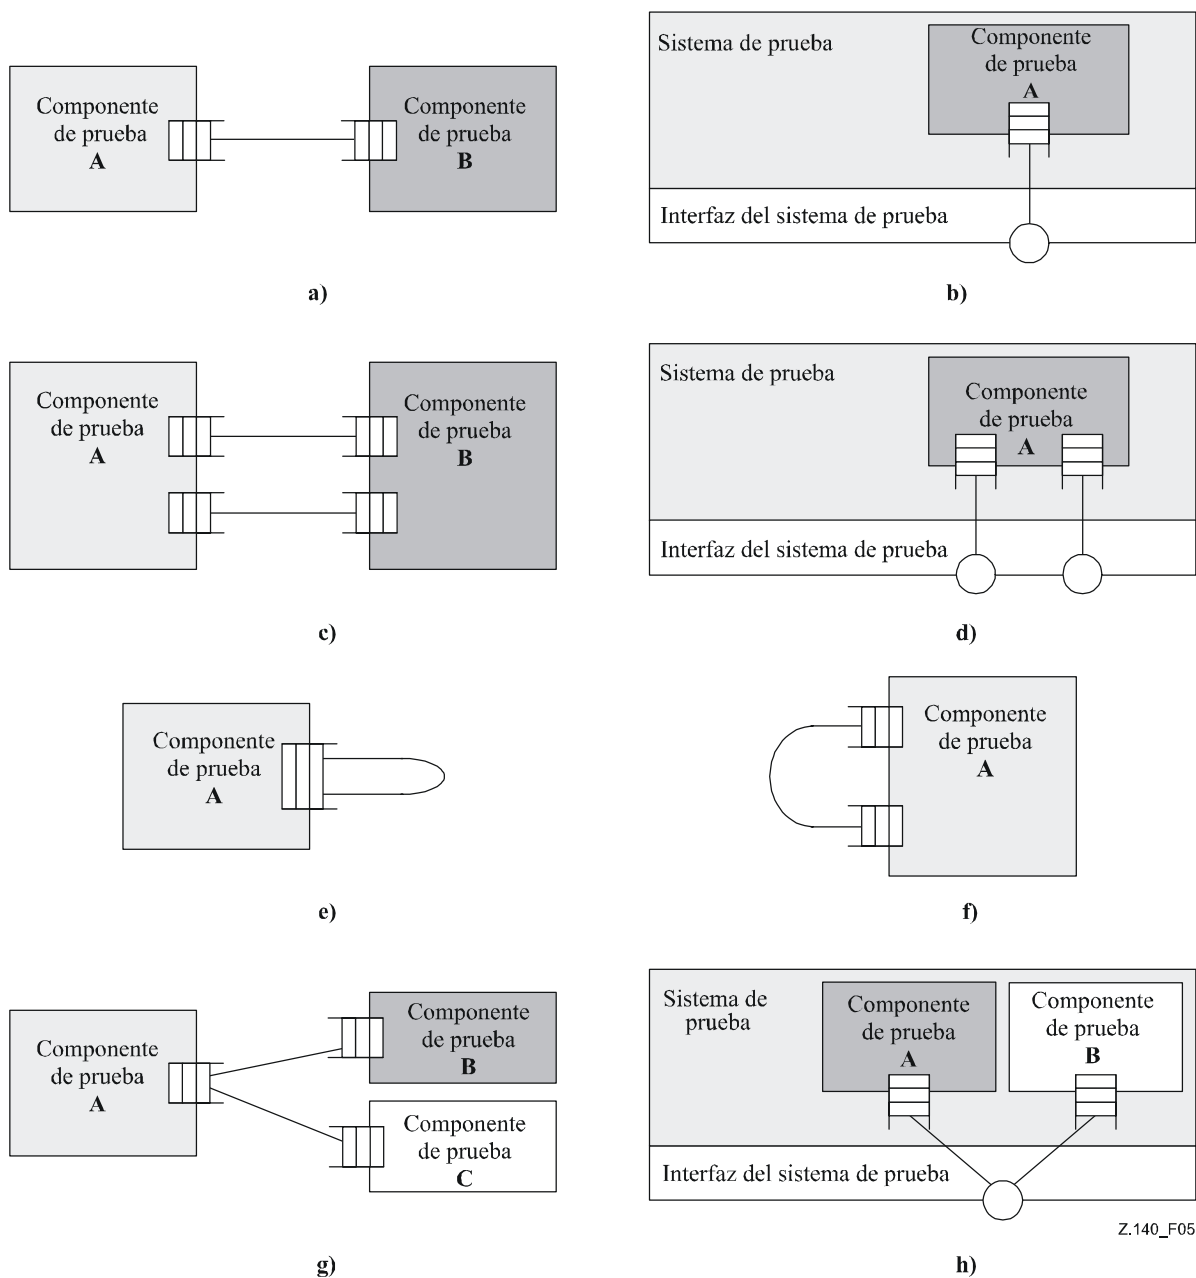 Componente
de prueba
A
Componente
de prueba
B
a)
Sistema de prueba
Componente
de prueba
A
Interfaz del sistema de prueba
b)
Componente
de prueba
A
Componente
de prueba
B
c)
Sistema de prueba
Componente
de prueba
A
Interfaz del sistema de prueba
d)
Componente
de prueba
A
e)
Componente
de prueba
A
f)
Componente
de prueba
A
Componente
de prueba
B
Componente
de prueba
C
g)
Sistema de
prueba
Componente
de prueba
A
Componente
de prueba
B
Interfaz del sistema de prueba
Z.140_F05
h)